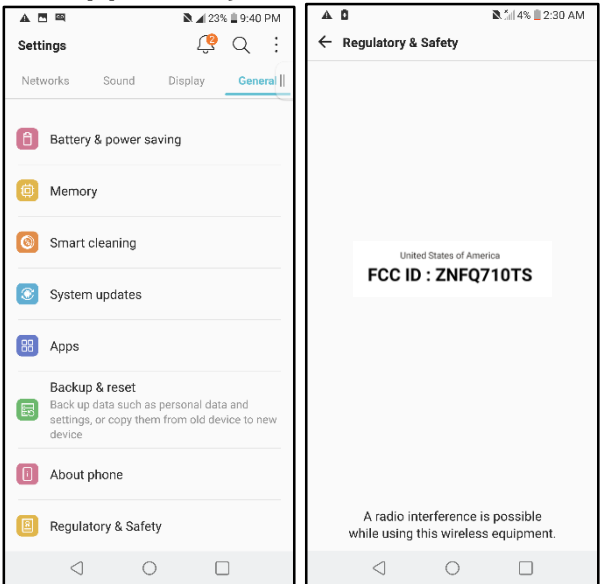 23% 9:40 PM
Settings
2
Networks Sound Display General
Battery & power saving
Memory
Smart cleaning
System updates
Apps
Backup & reset
Back up data such as personal data and
settings, or copy them from old device to new
device
About phone
Regulatory & Safety
4% 2:30 AM
Regulatory & Safety
United States of America
FCC ID : ZNFQ710TS
A radio interference is possible
while using this wireless equipment.